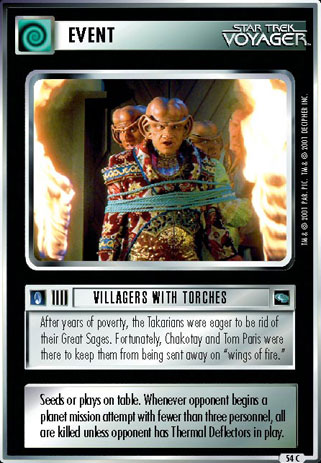 EVENT
STAR TREK
VOYAGER™
TM & © 2001 PAR. PIC. TM & © 2001 DECIPHER INC.
VILLAGERS WITH TORCHES
After years of poverty, the Takarians were eager to be rid of
their Great Sages. Fortunately, Chakotay and Tom Paris were
there to keep them from being sent away on “wings of fire.”
Seeds or plays on table. Whenever opponent begins a
planet mission attempt with fewer than three personnel, all
are killed unless opponent has Thermal Deflectors in play.
54 C